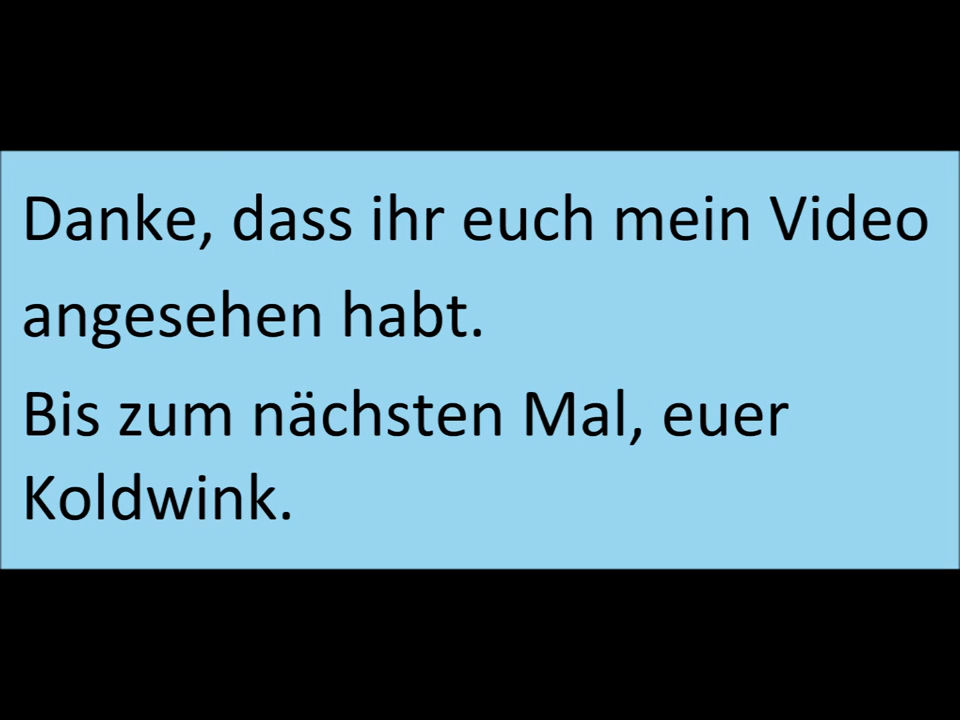 Danke, dass ihr euch mein Video
angesehen habt.
Bis zum nächsten Mal, euer
Koldwink.